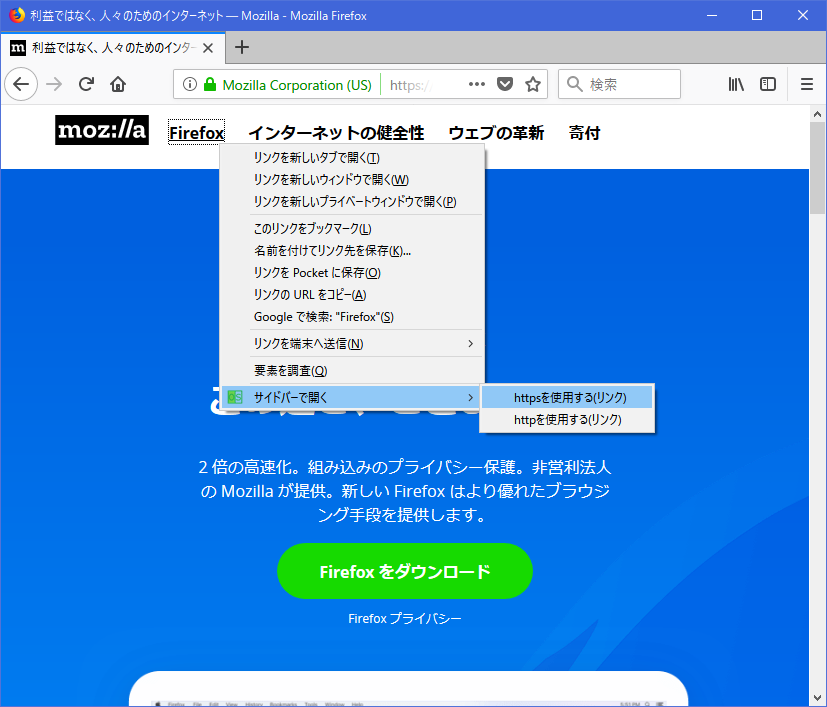 利益ではなく、人々のためのインターネット — Mozilla - Mozilla Firefox
利益ではなく、人々のためのインター
Mozilla Corporation (US) https:/ 検索
moz://a Firefox インターネットの健全性 ウェブの革新 寄付
リンクを新しいタブで開く(T)
リンクを新しいウィンドウで開く(W)
リンクを新しいプライベートウィンドウで開く(P)
このリンクをブックマーク(L)
名前を付けてリンク先を保存(K)...
リンクを Pocket に保存(O)
リンクの URL をコピー(A)
Google で検索: "Firefox"(S)
リンクを端末へ送信(N)
要素を調査(Q)
サイドバーで開く
httpsを使用する(リンク)
httpを使用する(リンク)
2 倍の高速化。組み込みのプライバシー保護。非営利法人
の Mozilla が提供。新しい Firefox はより優れたブラウジ
ング手段を提供します。
Firefox をダウンロード
Firefox プライバシー
Firefox File Edit View History Bookmarks Tools Window Help